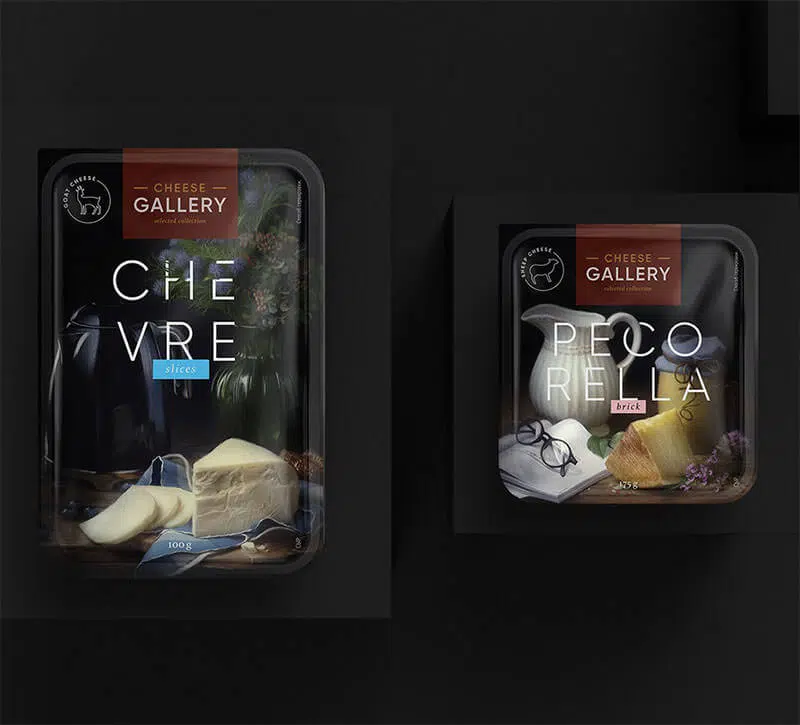 GOAT CHEESE
CHEESE
GALLERY
selected collection
CHE
VRE
slices
100 g
SHEEP CHEESE
CHEESE
GALLERY
selected collection
PECO
RELLA
brick
175 g